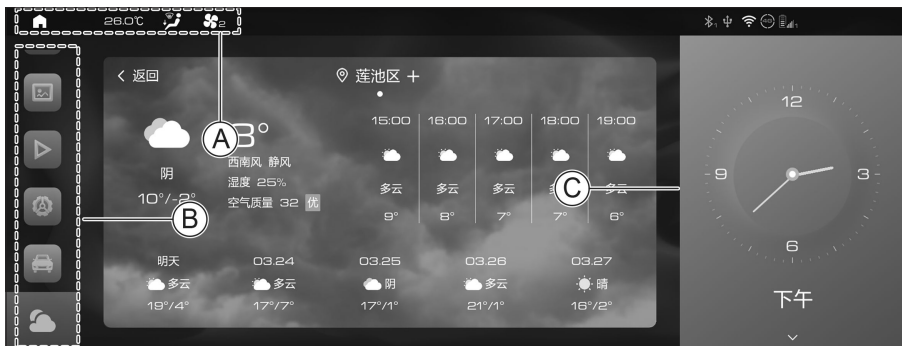 26.0℃ 2
返回 莲池区 +
15:00 16:00 17:00 18:00 19:00
A
西南风 静风
阴
湿度 25%
10°/-2°
空气质量 32 优
多云 多云 多云 多云
9° 8° 7° 7° 6°
B
C
明天 03.24 03.25 03.26 03.27
多云 多云 阴 多云 晴
19°/4° 17°/7° 17°/1° 21°/1° 16°/2°
12
9 3
6
下午